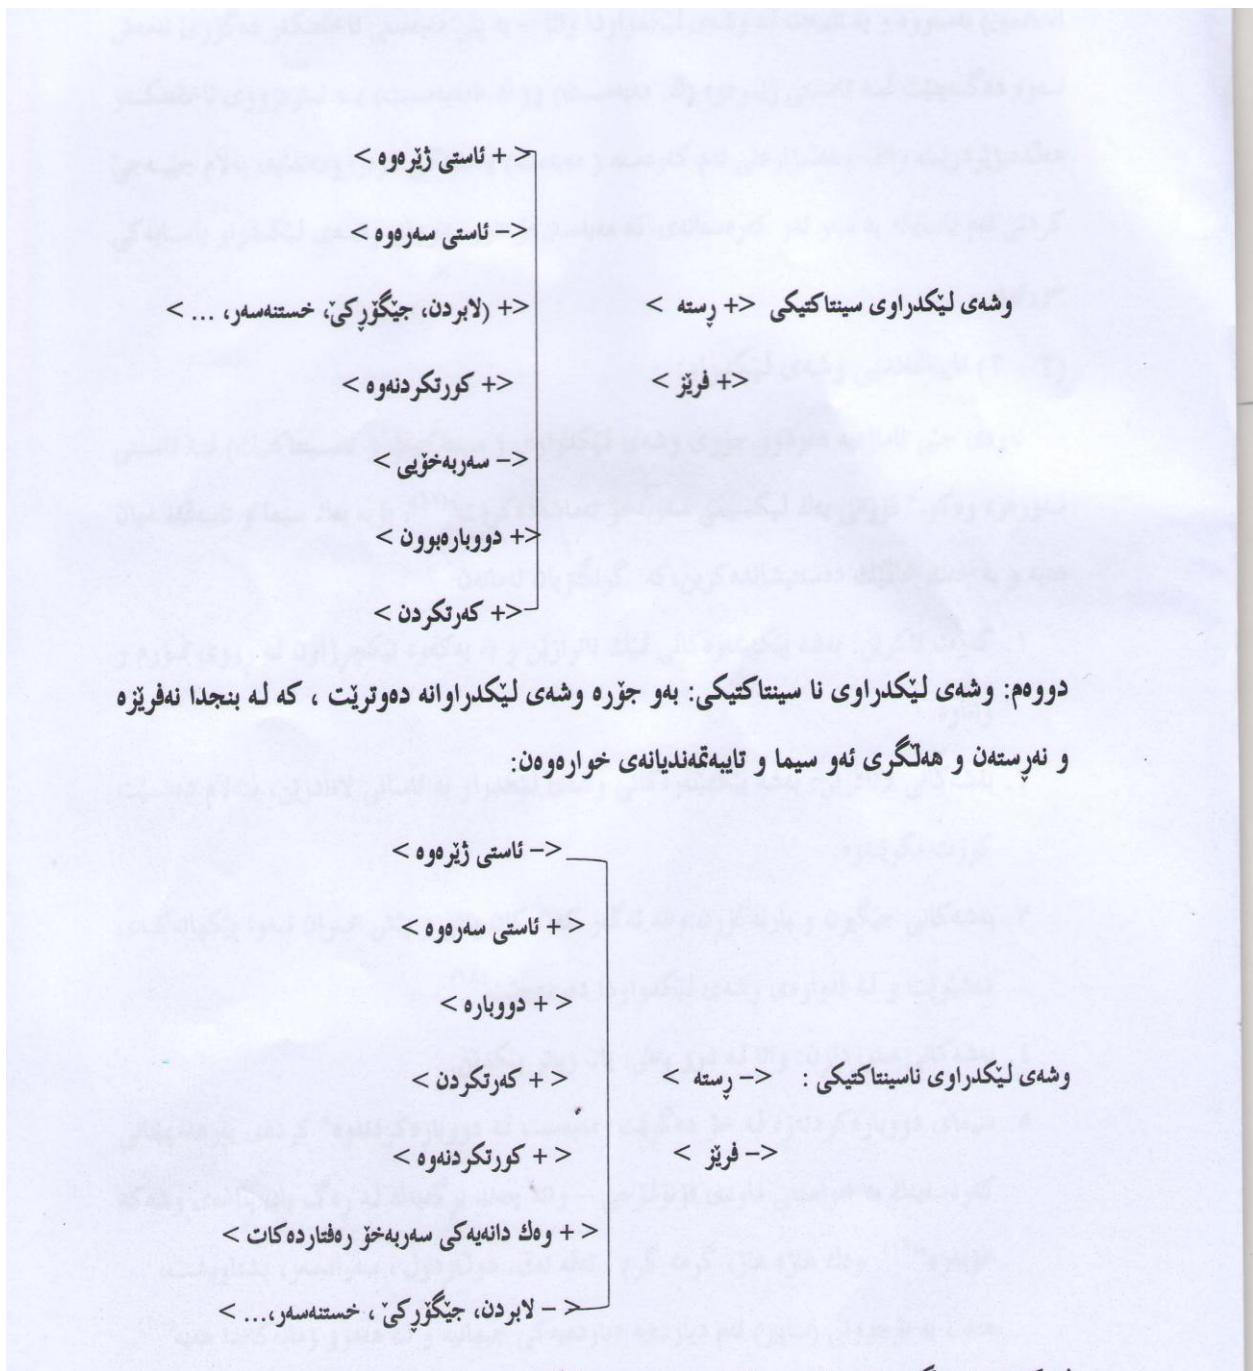 < + ئاستی ژێرەوە >
<– ئاستی سەرەوە >
وشەی لێکدراوی سینتاکتیکی <+ ڕستە > <+ (لابردن، جێگۆڕکێ، خستنەسەر، ... >
<+ فرێز > <+ کورتکردنەوە >
<– سەربەخۆیی >
<+ دووبارەبوون >
<+ کەرتکردن >
دووەم: وشەی لێکدراوی نا سینتاکتیکی: بەو جۆرە وشەی لێکدراوانە دەوترێت ، کە لە بنجدا نەفرێزە
و نەڕستەن و هەڵگری ئەو سیما و تایبەتمەندیانەی خوارەوەن:
<– ئاستی ژێرەوە >
< + ئاستی سەرەوە >
< + دووبارە >
وشەی لێکدراوی ناسینتاکتیکی : <– ڕستە > < + کەرتکردن >
<– فرێز > < + کورتکردنەوە >
< + وەك دانەیەکی سەربەخۆ رەفتاردەکات >
< – لابردن، جێگۆڕکێ ، خستنەسەر،... >